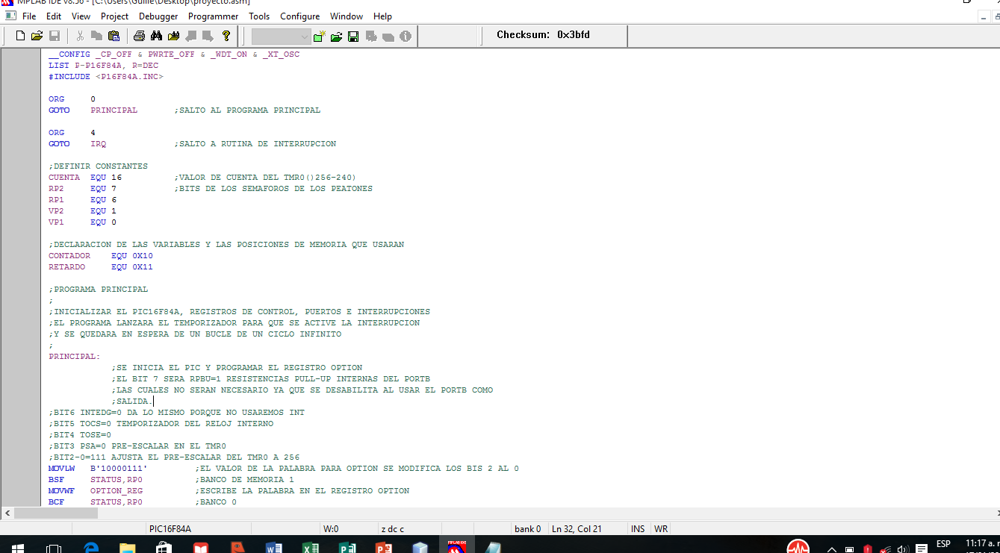 MPLAB IDE v8.56 - [C:\Users\Guille\Desktop\proyecto.asm]
File Edit View Project Debugger Programmer Tools Configure Window Help
Checksum: 0x3bfd
__CONFIG _CP_OFF & PWRTE_OFF & _WDT_ON & _XT_OSC
LIST P-P16F84A, R=DEC
#INCLUDE <P16F84A.INC>
ORG 0
GOTO PRINCIPAL ;SALTO AL PROGRAMA PRINCIPAL
ORG 4
GOTO IRQ ;SALTO A RUTINA DE INTERRUPCION
;DEFINIR CONSTANTES
CUENTA EQU 16 ;VALOR DE CUENTA DEL TMR0()256-240)
RP2 EQU 7 ;BITS DE LOS SEMAFOROS DE LOS PEATONES
RP1 EQU 6
VP2 EQU 1
VP1 EQU 0
;DECLARACION DE LAS VARIABLES Y LAS POSICIONES DE MEMORIA QUE USARAN
CONTADOR EQU 0X10
RETARDO EQU 0X11
;PROGRAMA PRINCIPAL
;
;INICIALIZAR EL PIC16F84A, REGISTROS DE CONTROL, PUERTOS E INTERRUPCIONES
;EL PROGRAMA LANZARA EL TEMPORIZADOR PARA QUE SE ACTIVE LA INTERRUPCION
;Y SE QUEDARA EN ESPERA DE UN BUCLE DE UN CICLO INFINITO
;
PRINCIPAL:
;SE INICIA EL PIC Y PROGRAMAR EL REGISTRO OPTION
;EL BIT 7 SERA RPBU=1 RESISTENCIAS PULL-UP INTERNAS DEL PORTB
;LAS CUALES NO SERAN NECESARIO YA QUE SE DESABILITA AL USAR EL PORTB COMO
;SALIDA.
;BIT6 INTEDG=0 DA LO MISMO PORQUE NO USAREMOS INT
;BIT5 TOCS=0 TEMPORIZADOR DEL RELOJ INTERNO
;BIT4 TOSE=0
;BIT3 PSA=0 PRE-ESCALAR EN EL TMR0
;BIT2-0=111 AJUSTA EL PRE-ESCALAR DEL TMR0 A 256
MOVLW B'10000111' ;EL VALOR DE LA PALABRA PARA OPTION SE MODIFICA LOS BIS 2 AL 0
BSF STATUS,RP0 ;BANCO DE MEMORIA 1
MOVWF OPTION_REG ;ESCRIBE LA PALABRA EN EL REGISTRO OPTION
BCF STATUS,RP0 ;BANCO 0
PIC16F84A W:0 z dc c bank 0 Ln 32, Col 21 INS WR
ESP 11:17 a.